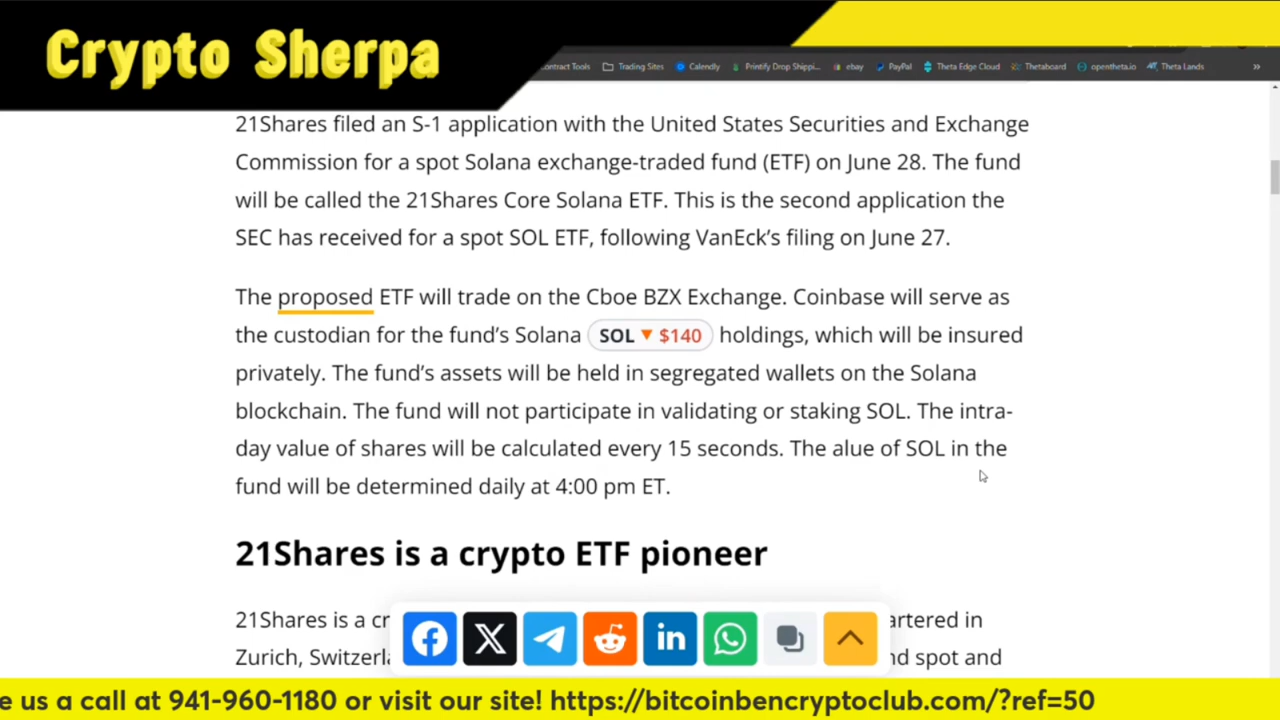 Crypto Sherpa
ontract Tools Trading Sites Calendly Printify Drop Shippi... ebay PayPal Theta Edge Cloud Thetaboard opentheta.io Theta Lands »
21Shares filed an S-1 application with the United States Securities and Exchange
Commission for a spot Solana exchange-traded fund (ETF) on June 28. The fund
will be called the 21Shares Core Solana ETF. This is the second application the
SEC has received for a spot SOL ETF, following VanEck’s filing on June 27.
The proposed ETF will trade on the Cboe BZX Exchange. Coinbase will serve as
the custodian for the fund’s Solana SOL ▼ $140 holdings, which will be insured
privately. The fund’s assets will be held in segregated wallets on the Solana
blockchain. The fund will not participate in validating or staking SOL. The intra-
day value of shares will be calculated every 15 seconds. The alue of SOL in the
fund will be determined daily at 4:00 pm ET.
21Shares is a crypto ETF pioneer
21Shares is a cr artered in
Zurich, Switzerla nd spot and
e us a call at 941-960-1180 or visit our site! https://bitcoinbencryptoclub.com/?ref=50